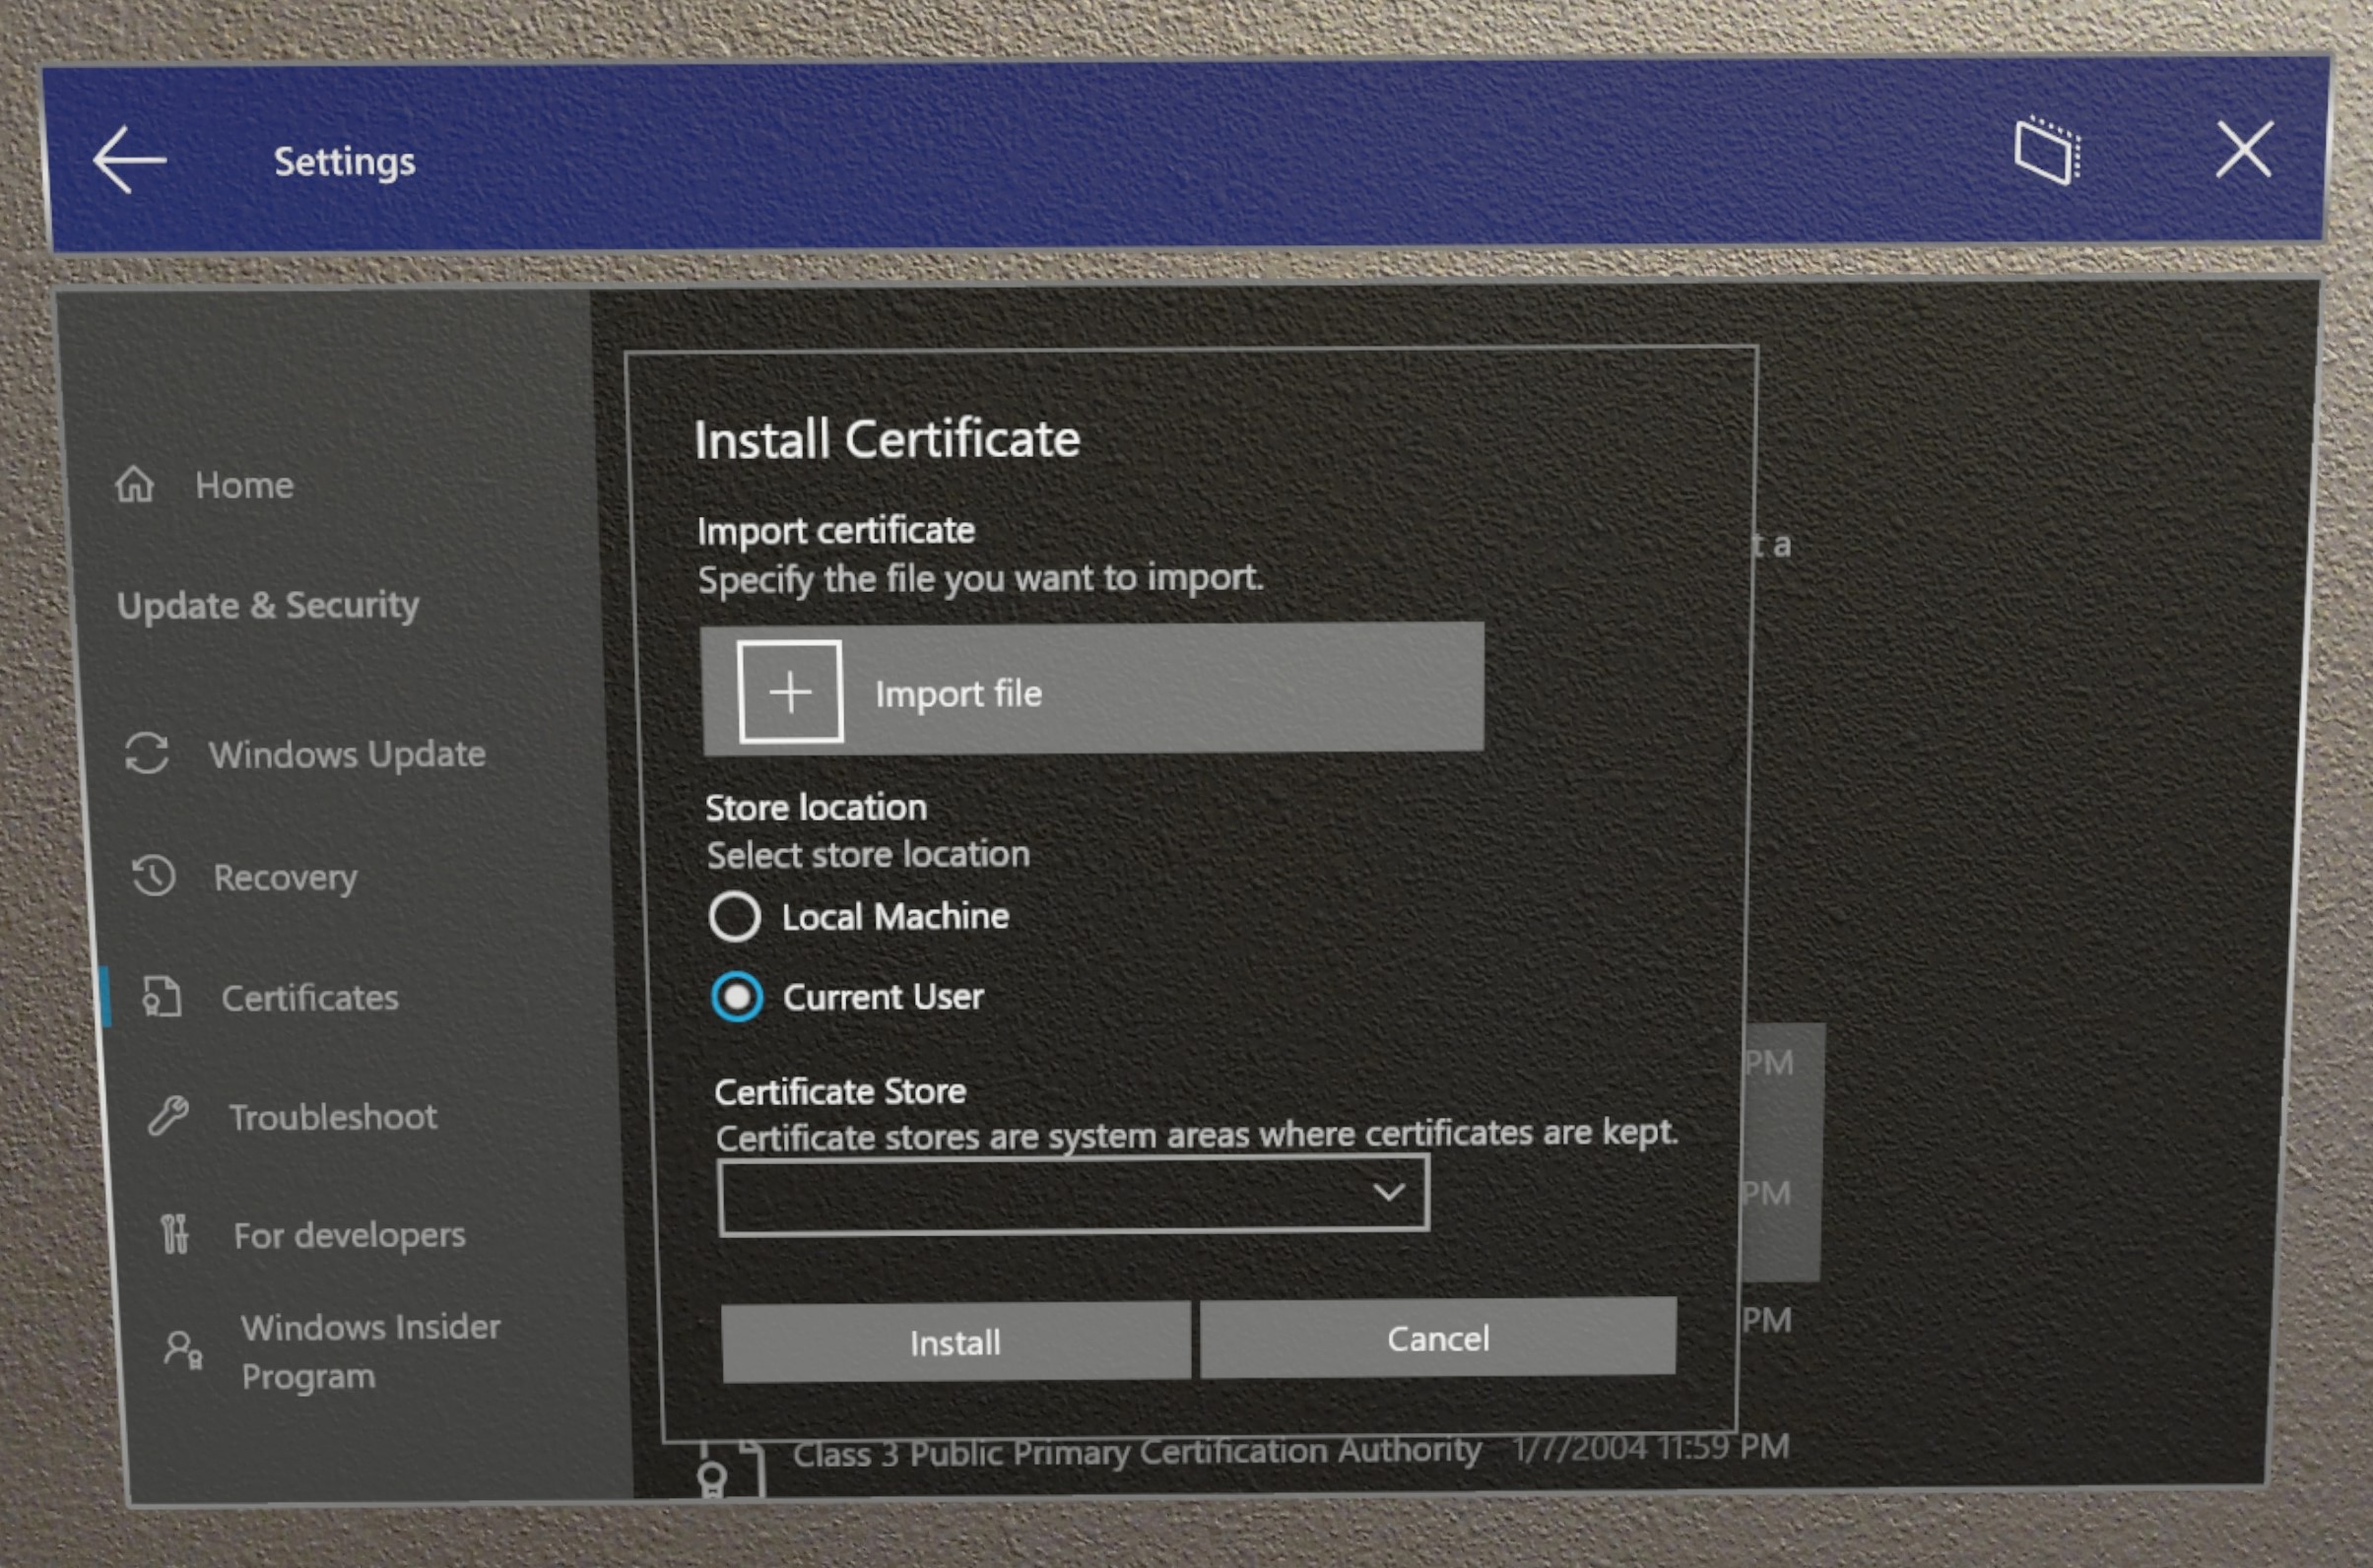 Settings
Home
Update & Security
Windows Update
Recovery
Certificates
Troubleshoot
For developers
Windows Insider
Program
Install Certificate
Import certificate
Specify the file you want to import.
Import file
Store location
Select store location
Local Machine
Current User
Certificate Store
Certificate stores are system areas where certificates are kept.
Install
Cancel
t a
PM
PM
PM
Class 3 Public Primary Certification Authority 1/7/2004 11:59 PM